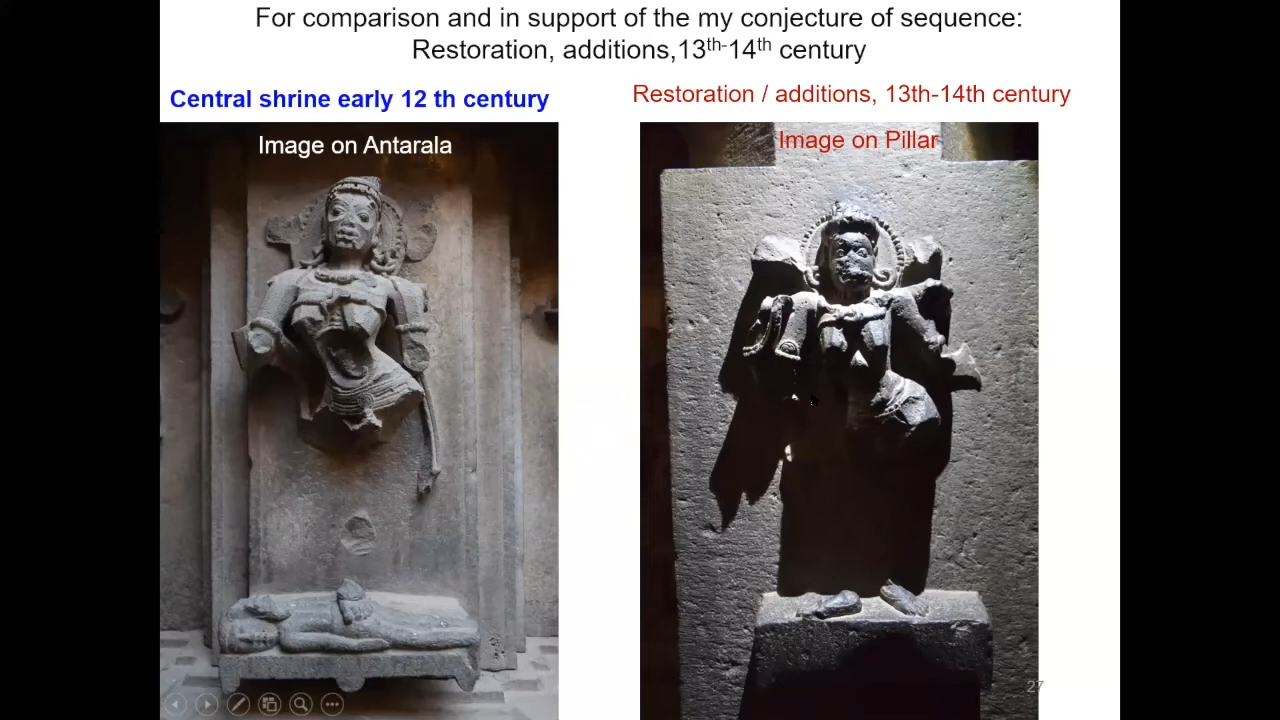 For comparison and in support of the my conjecture of sequence:
Restoration, additions,13th-14th century
Central shrine early 12 th century
Restoration / additions, 13th-14th century
Image on Antarala
Image on Pillar
27